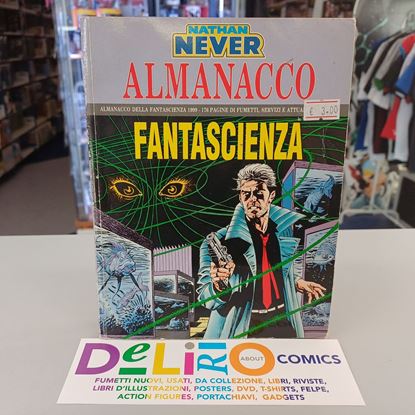 NATHAN
NEVER
ALMANACCO
ALMANACCO DELLA FANTASCIENZA 1999 - 176 PAGINE DI FUMETTI, SERVIZI E ATTUA
€ 3.00
FANTASCIENZA
DeLiRiO ABOUT COMICS
FUMETTI NUOVI, USATI, DA COLLEZIONE, LIBRI, RIVISTE,
LIBRI D'ILLUSTRAZIONI, POSTERS, DVD, T-SHIRTS, FELPE,
ACTION FIGURES, PORTACHIAVI, GADGETS